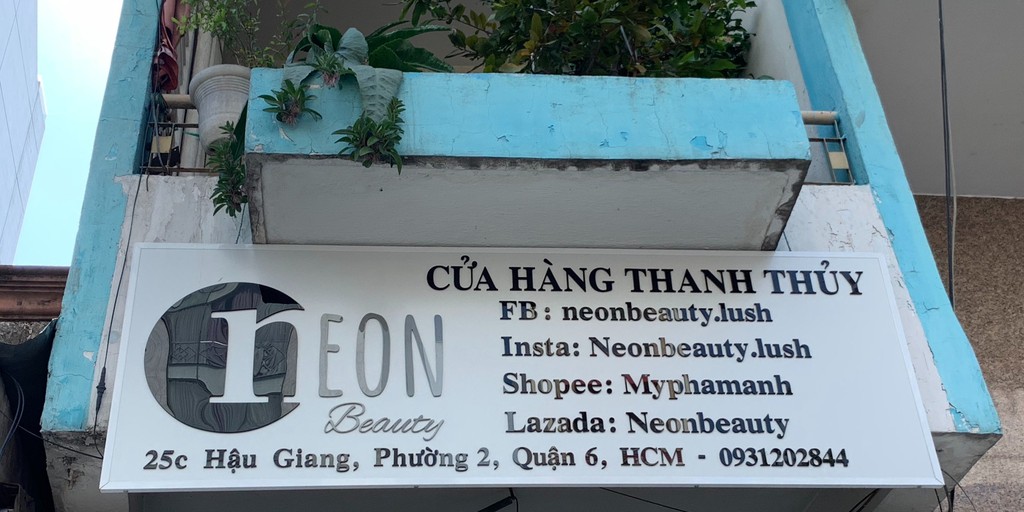 neon
Beauty
CỬA HÀNG THANH THỦY
FB : neonbeauty.lush
Insta: Neonbeauty.lush
Shopee: Myphamanh
Lazada: Neonbeauty
25c Hậu Giang, Phường 2, Quận 6, HCM - 0931202844